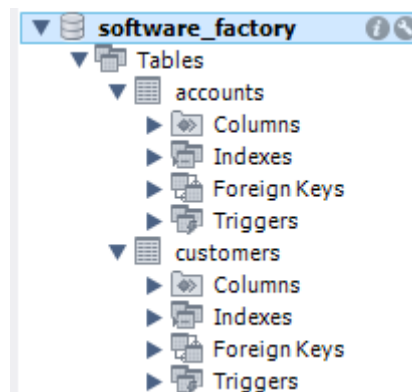 software_factory
Tables
accounts
Columns
Indexes
Foreign Keys
Triggers
customers
Columns
Indexes
Foreign Keys
Triggers